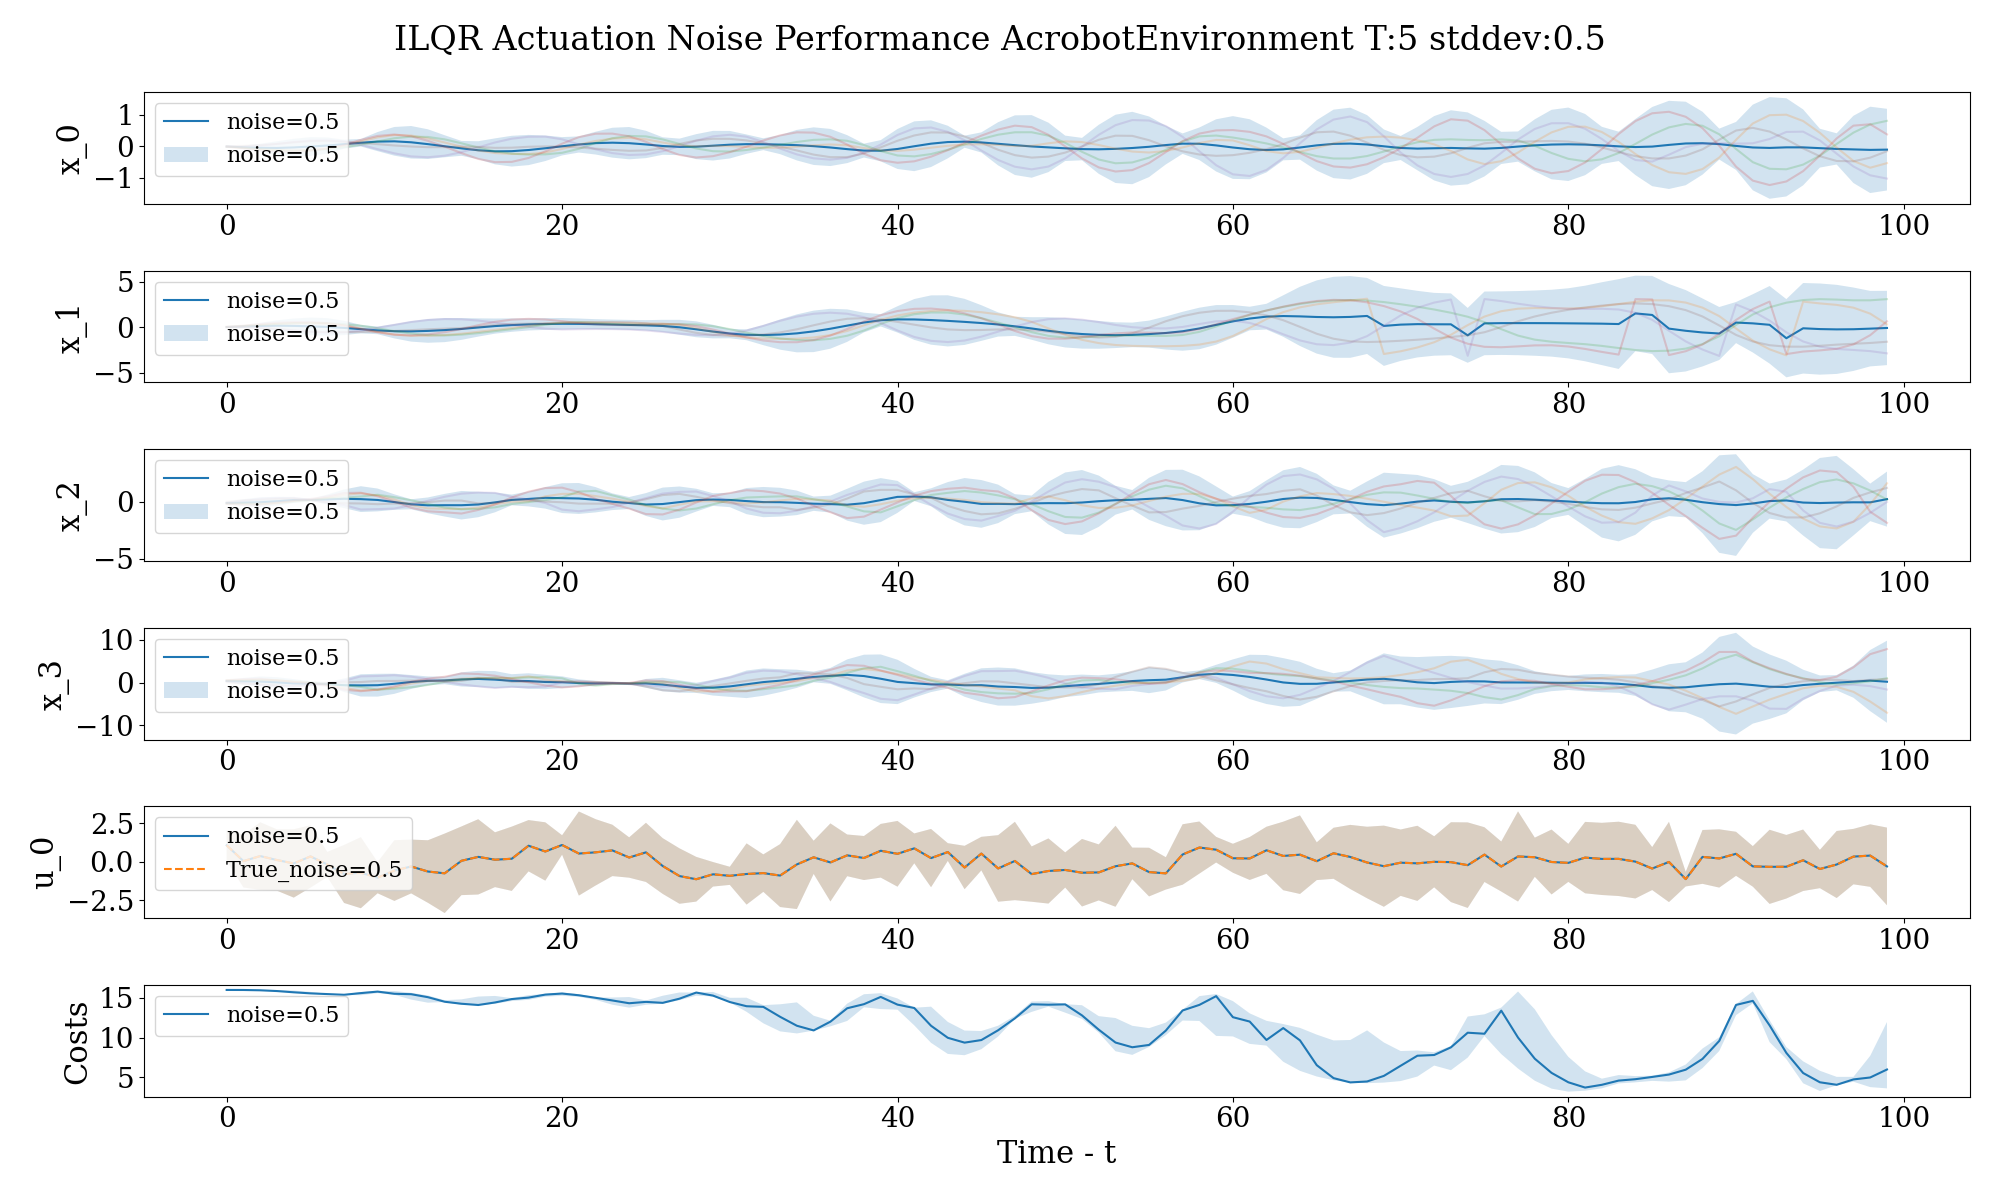 ILQR Actuation Noise Performance AcrobotEnvironment T:5 stddev:0.5
x_0
1
0
−1
noise=0.5
noise=0.5
0 20 40 60 80 100
x_1
5
0
−5
noise=0.5
noise=0.5
0 20 40 60 80 100
x_2
0
−5
noise=0.5
noise=0.5
0 20 40 60 80 100
x_3
10
0
−10
noise=0.5
noise=0.5
0 20 40 60 80 100
u_0
2.5
0.0
−2.5
noise=0.5
True_noise=0.5
0 20 40 60 80 100
Costs
15
10
5
noise=0.5
0 20 40 60 80 100
Time - t